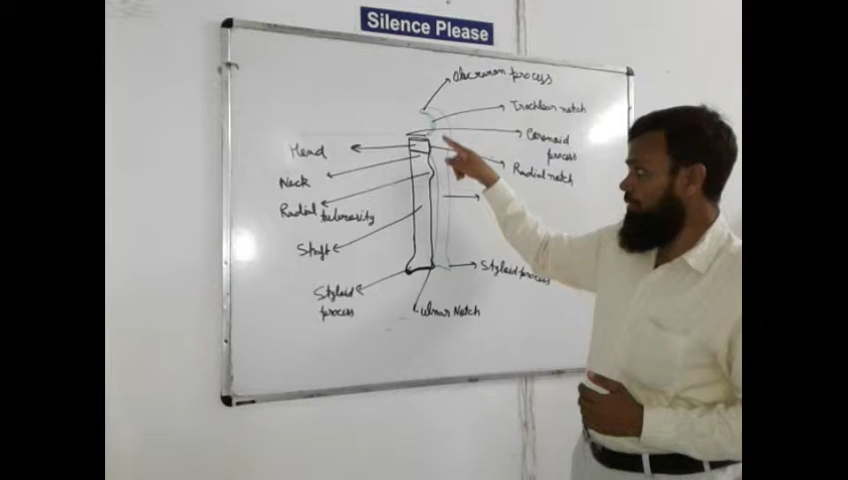 Silence Please
Olecranon process
Trochlear notch
Coronoid
process
Head
Radial notch
Neck
Radial tuberosity
Shaft
Styloid process
Styloid
process
ulnar Notch